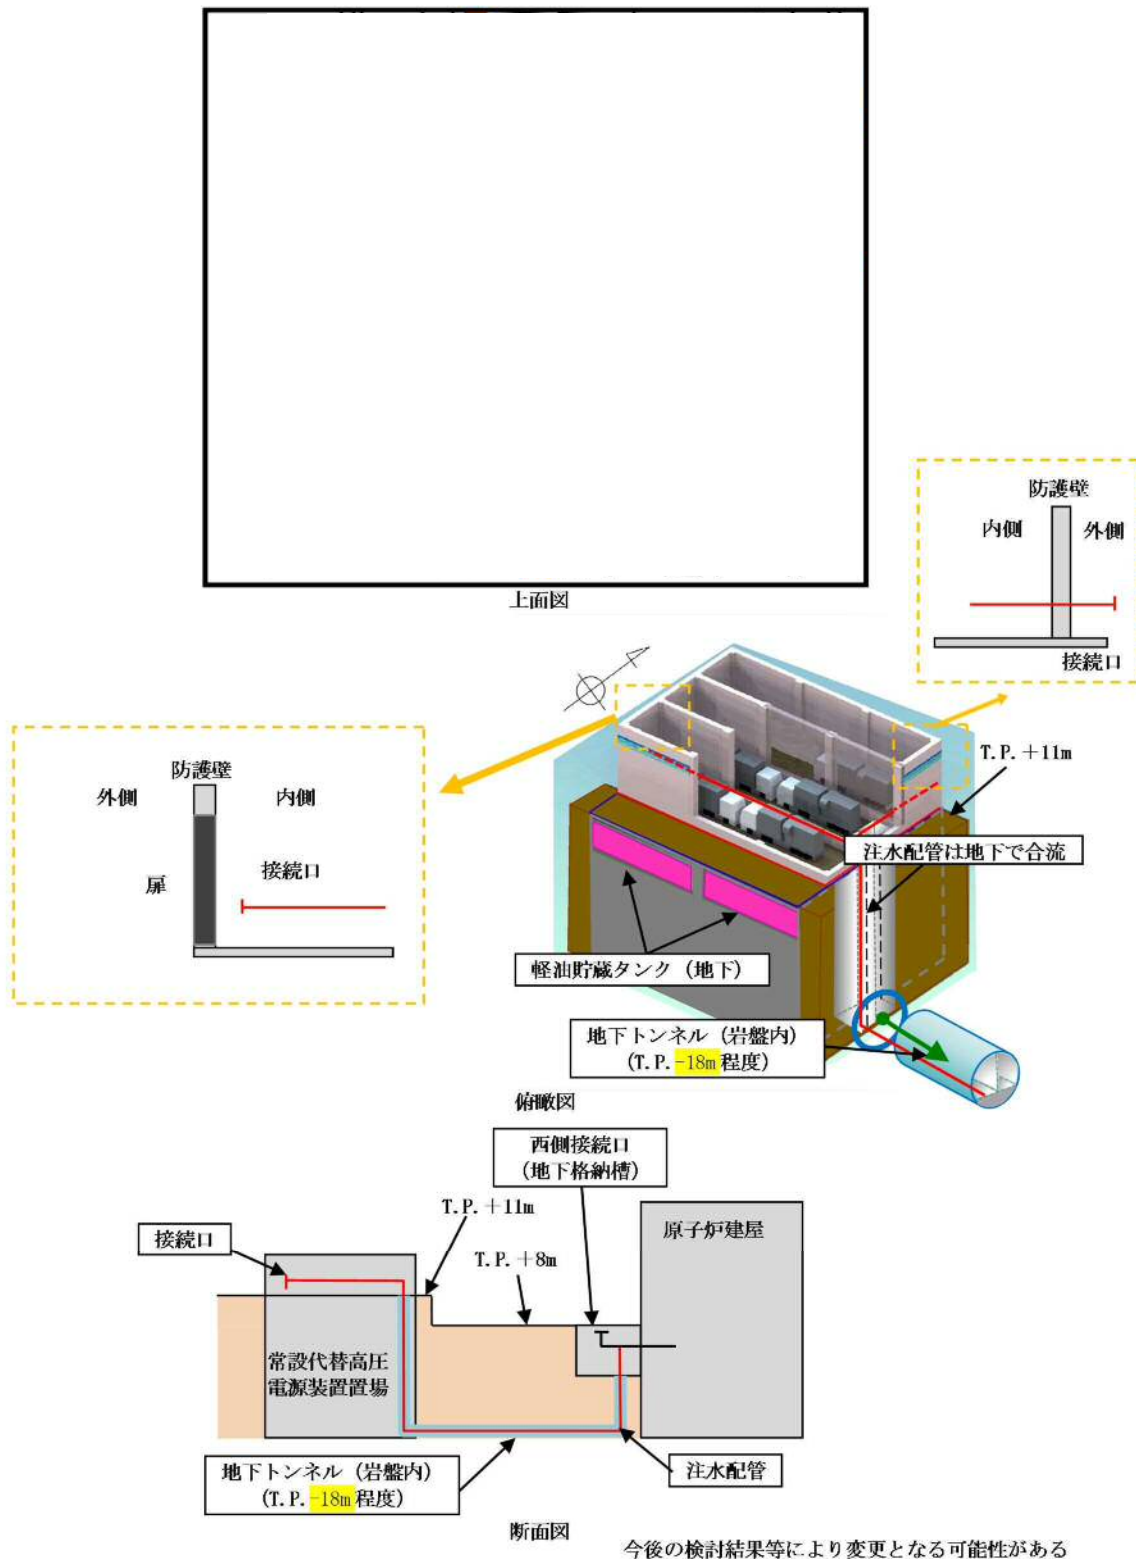 上面図
防護壁
内側
外側
接続口
T.P.+11m
防護壁
外側
内側
接続口
扉
注水配管は地下で合流
軽油貯蔵タンク(地下)
地下トンネル(岩盤内)
(T.P.-18m程度)
俯瞰図
西側接続口
(地下格納槽)
T.P.+11m
接続口
T.P.+8m
原子炉建屋
常設代替高圧
電源装置置場
地下トンネル(岩盤内)
(T.P.-18m程度)
注水配管
断面図
今後の検討結果等により変更となる可能性がある